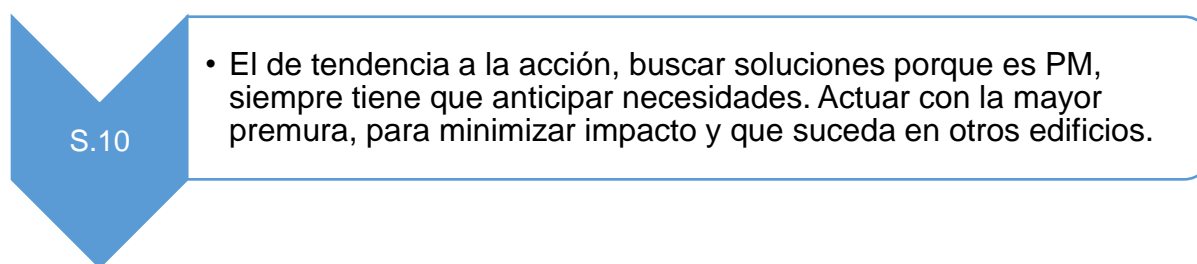 S.10
• El de tendencia a la acción, buscar soluciones porque es PM,
siempre tiene que anticipar necesidades. Actuar con la mayor
premura, para minimizar impacto y que suceda en otros edificios.